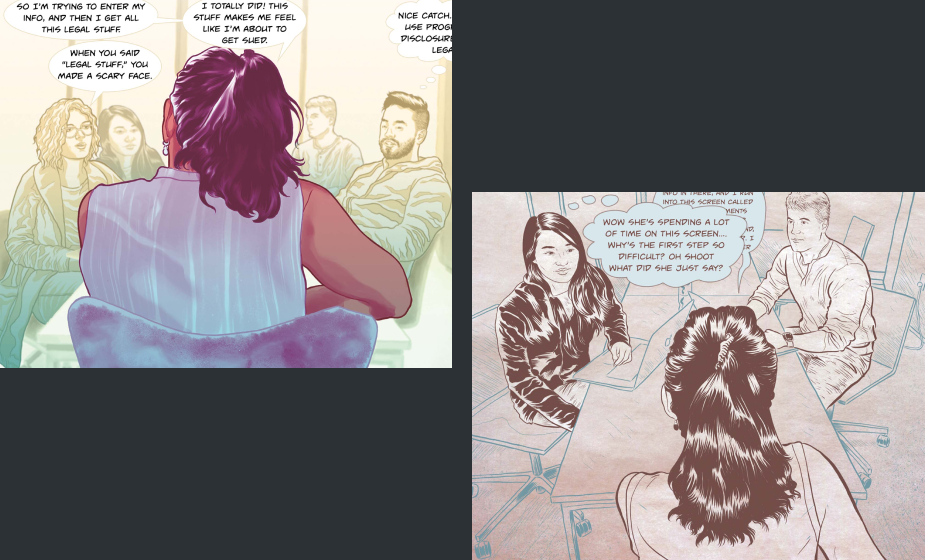 SO I'M TRYING TO ENTER MY
INFO, AND THEN I GET ALL
THIS LEGAL STUFF.
WHEN YOU SAID
"LEGAL STUFF," YOU
MADE A SCARY FACE.
I TOTALLY DID! THIS
STUFF MAKES ME FEEL
LIKE I'M ABOUT TO
GET SUED.
NICE CATCH.
USE
DISCLOSURE
INFO IN THERE, AND I RUN
INTO THIS SCREEN CALLED
WOW SHE'S SPENDING A LOT
OF TIME ON THIS SCREEN....
WHY'S THE FIRST STEP SO
DIFFICULT? OH SHOOT
WHAT DID SHE JUST SAY?